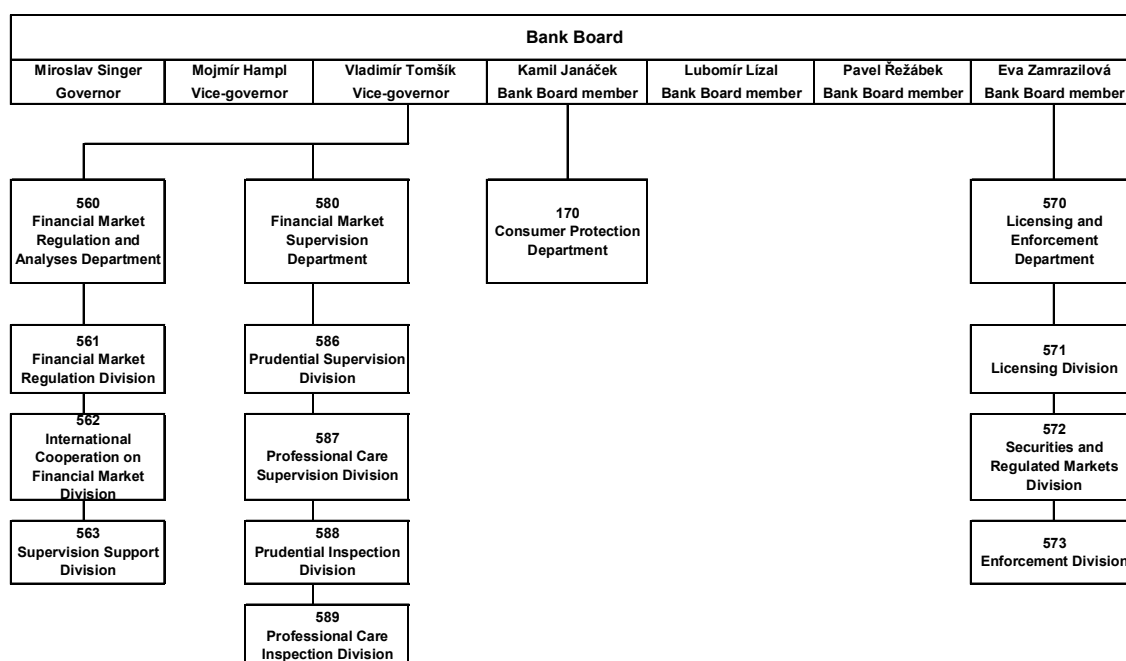 Bank Board
Miroslav Singer
Governor
Mojmír Hampl
Vice-governor
Vladimír Tomšík
Vice-governor
Kamil Janáček
Bank Board member
Lubomír Lízal
Bank Board member
Pavel Řežábek
Bank Board member
Eva Zamrazilová
Bank Board member
560
Financial Market
Regulation and
Analyses Department
580
Financial Market
Supervision
Department
170
Consumer Protection
Department
570
Licensing and
Enforcement
Department
561
Financial Market
Regulation Division
586
Prudential Supervision
Division
571
Licensing Division
562
International
Cooperation on
Financial Market
Division
587
Professional Care
Supervision Division
572
Securities and
Regulated Markets
Division
563
Supervision Support
Division
588
Prudential Inspection
Division
573
Enforcement Division
589
Professional Care
Inspection Division